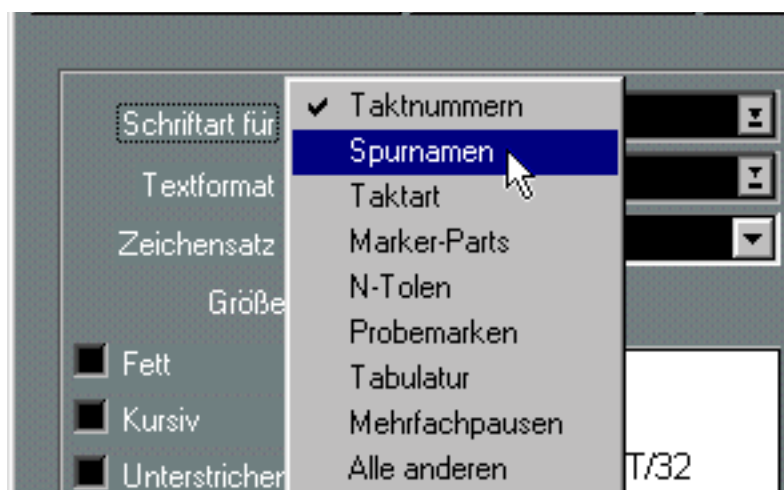 Schriftart für
Taktnummern
Spurnamen
Textformat
Taktart
Zeichensatz
Marker-Parts
Größe
N-Tolen
Probemarken
Fett
Tabulatur
Kursiv
Mehrfachpausen
Unterstrichen
Alle anderen
T/32